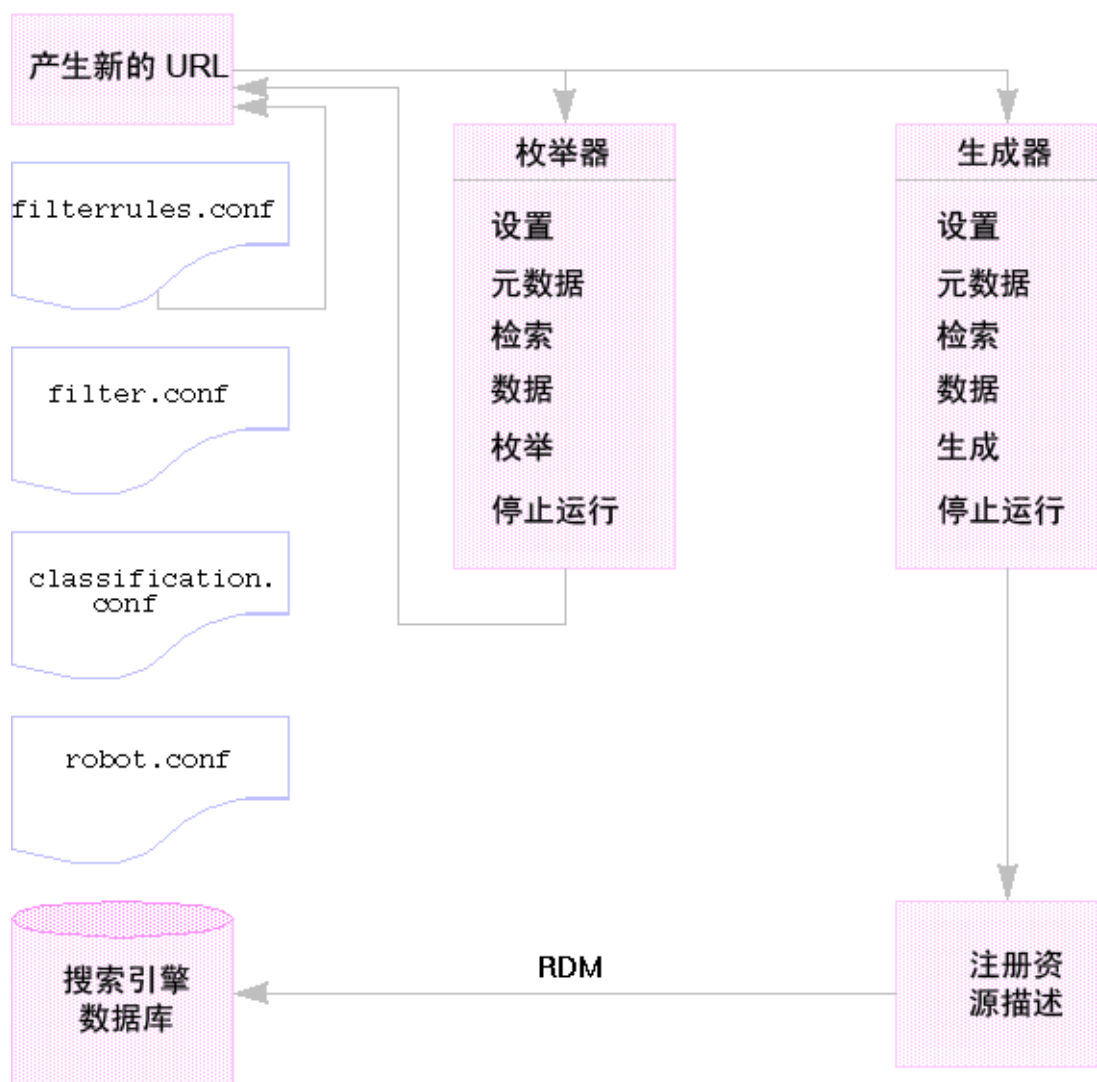 产生新的 URL
filterrules.conf
filter.conf
classification.
conf
robot.conf
枚举器
设置
元数据
检索
数据
枚举
停止运行
生成器
设置
元数据
检索
数据
生成
停止运行
搜索引擎
数据库
RDM
注册资
源描述